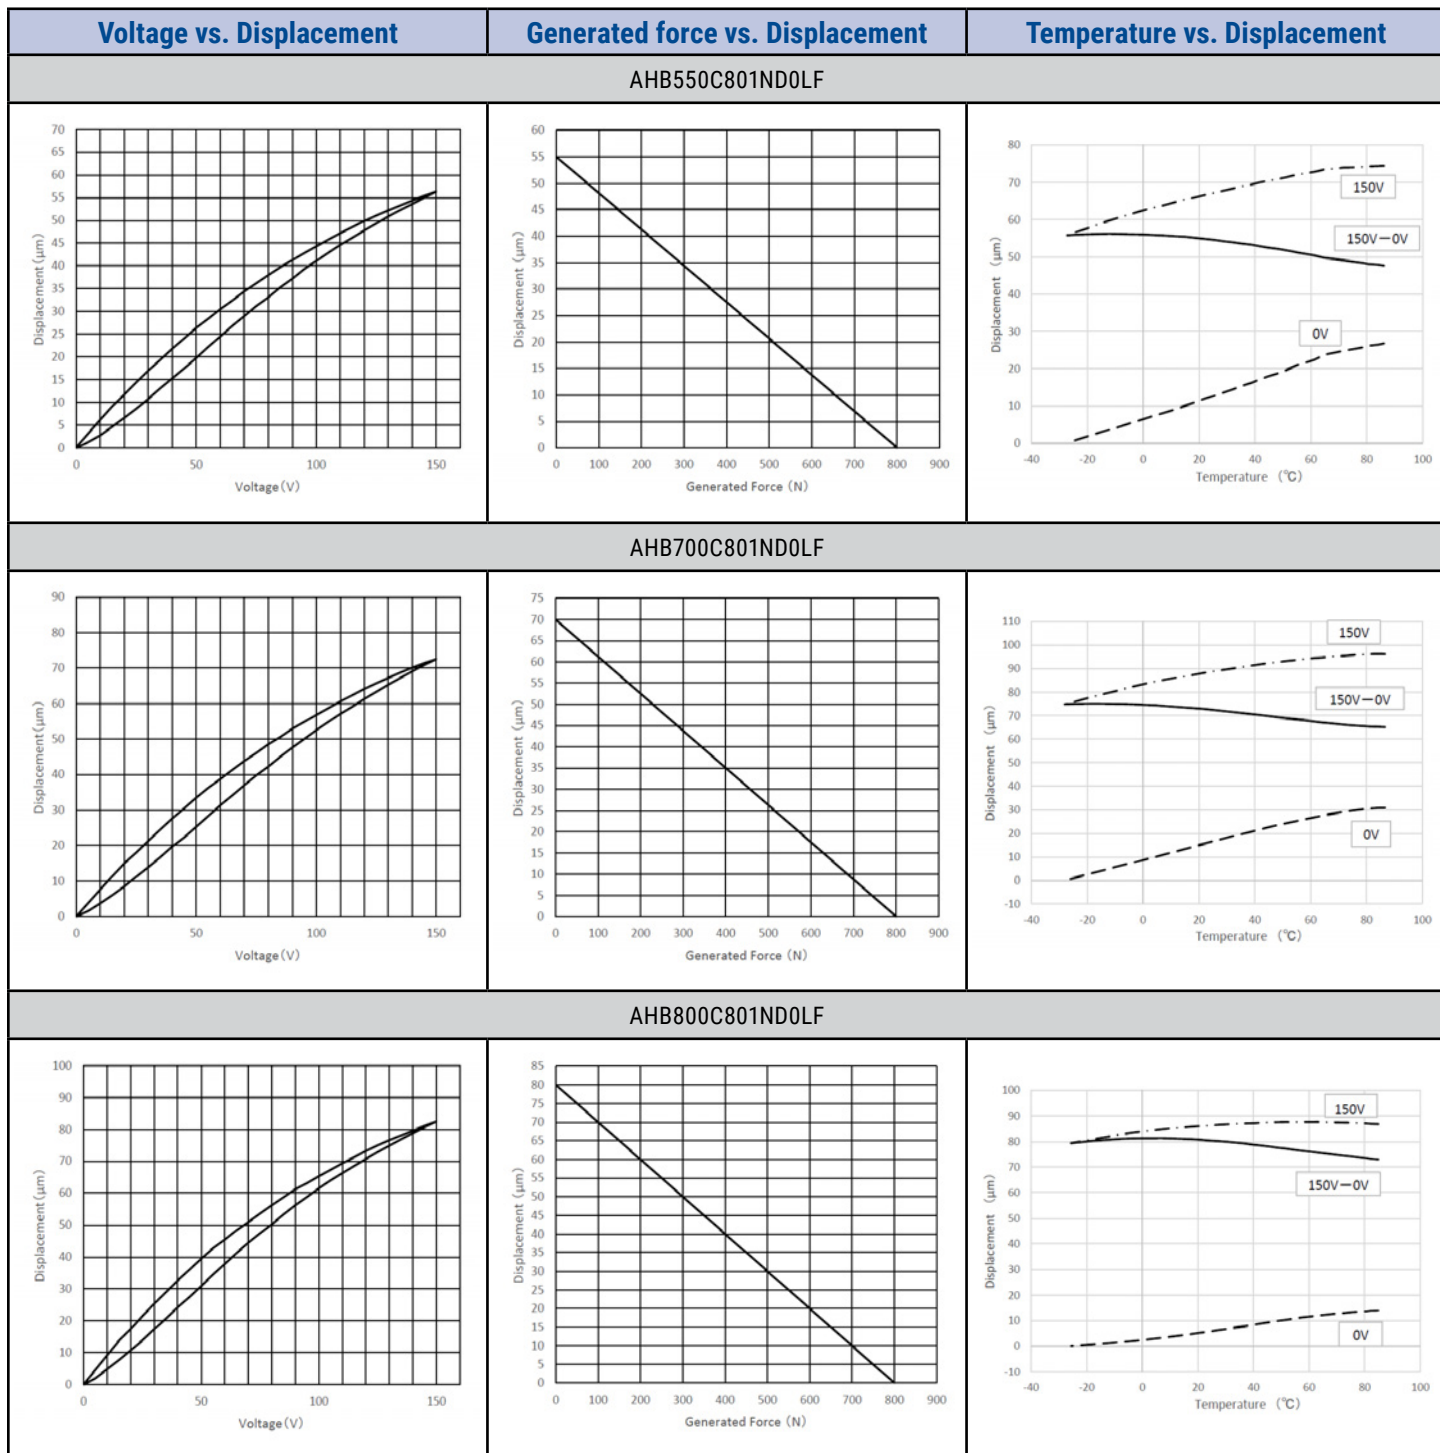 Voltage vs. Displacement
Generated force vs. Displacement
Temperature vs. Displacement
AHB550C801ND0LF
70
65
60
55
50
45
40
35
30
25
20
15
10
5
0
Displacement(μm)
0 50 100 150
Voltage(V)
60
55
50
45
40
35
30
25
20
15
10
5
0
Displacement (μm)
0 100 200 300 400 500 600 700 800 900
Generated Force (N)
80
70
60
50
40
30
20
10
0
Displacement (μm)
150V
150V−0V
0V
-40 -20 0 20 40 60 80 100
Temperature (℃)
AHB700C801ND0LF
90
80
70
60
50
40
30
20
10
0
Displacement(μm)
0 50 100 150
Voltage(V)
75
70
65
60
55
50
45
40
35
30
25
20
15
10
5
0
Displacement (μm)
0 100 200 300 400 500 600 700 800 900
Generated Force (N)
110
100
90
80
70
60
50
40
30
20
10
0
-10
Displacement (μm)
150V
150V−0V
0V
-40 -20 0 20 40 60 80 100
Temperature (℃)
AHB800C801ND0LF
100
90
80
70
60
50
40
30
20
10
0
Displacement(μm)
0 50 100 150
Voltage(V)
85
80
75
70
65
60
55
50
45
40
35
30
25
20
15
10
5
0
Displacement (μm)
0 100 200 300 400 500 600 700 800 900
Generated Force (N)
100
90
80
70
60
50
40
30
20
10
0
-10
Displacement (μm)
150V
150V−0V
0V
-40 -20 0 20 40 60 80 100
Temperature (℃)